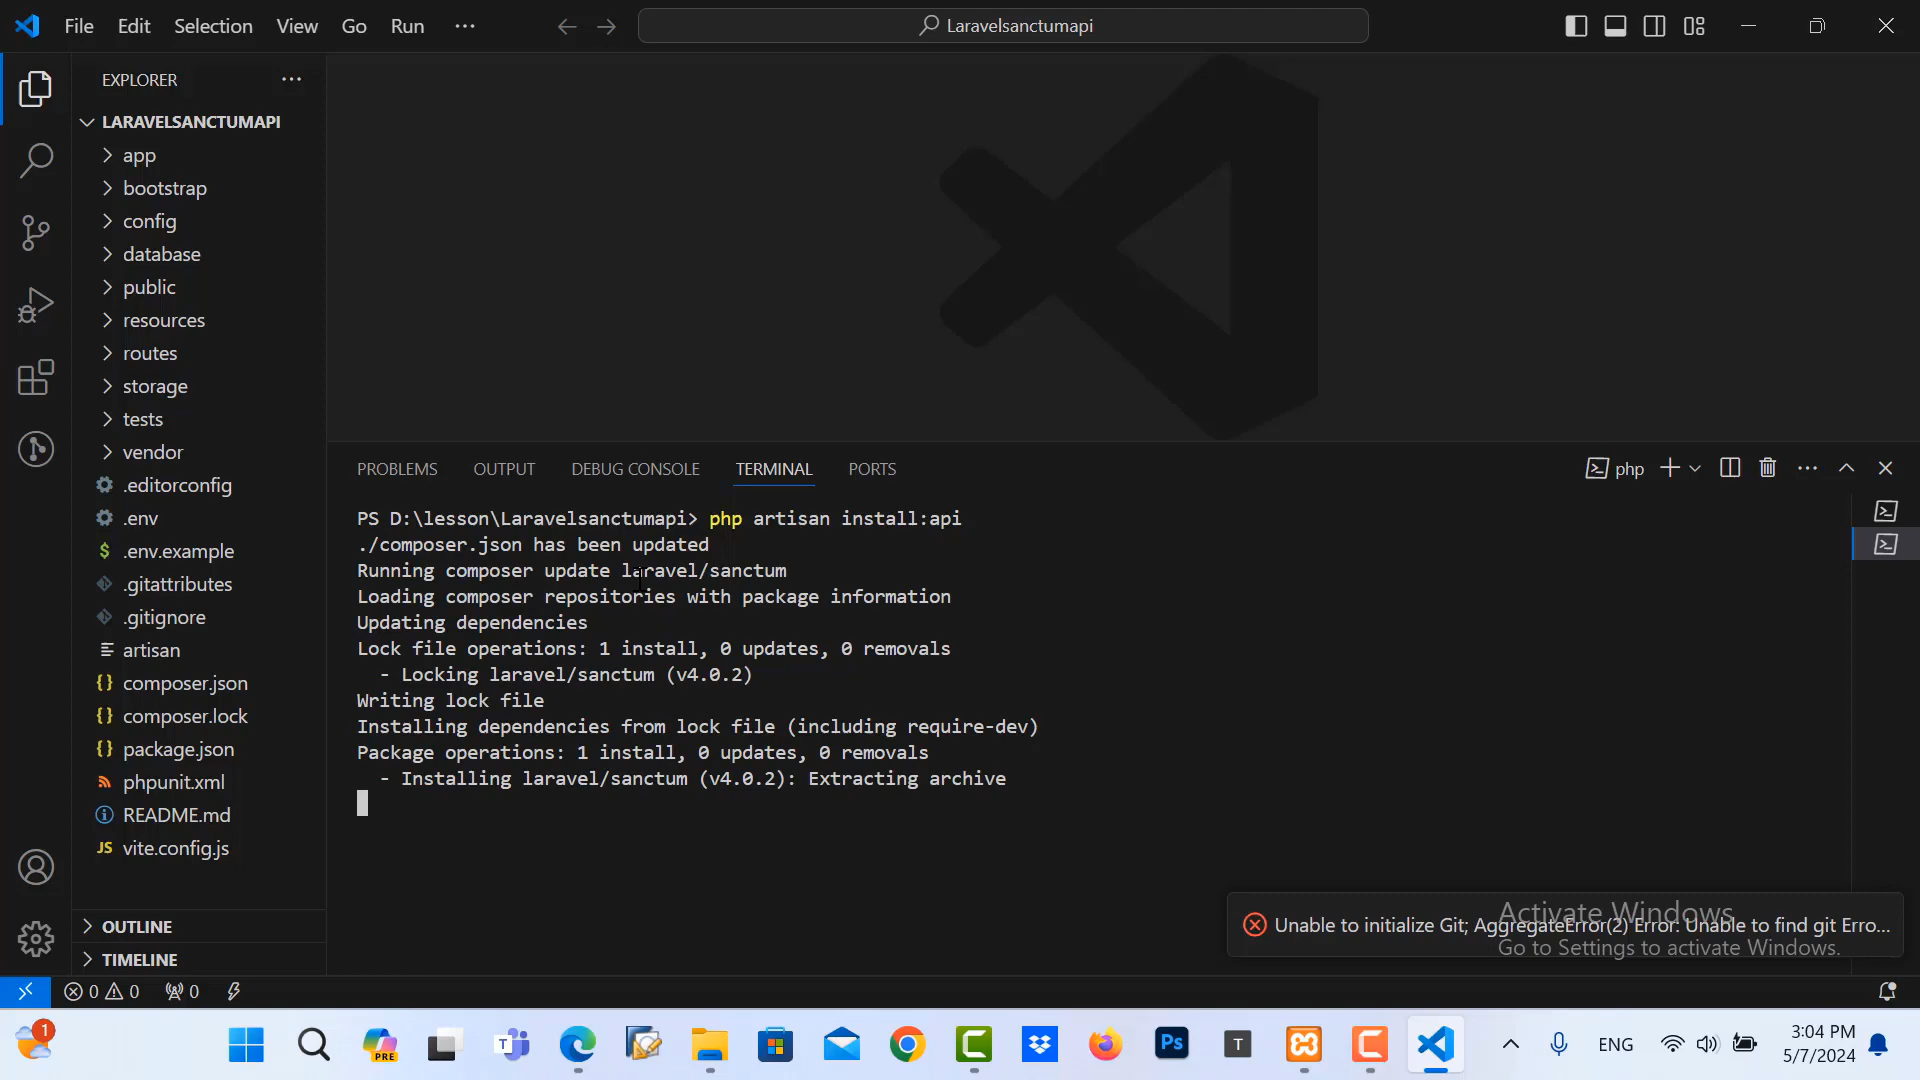 File Edit Selection View Go Run ··· Laravelsanctumapi
EXPLORER ···
LARAVELSANCTUMAPI
app
bootstrap
config
database
public
resources
routes
storage
tests
vendor
.editorconfig
.env
$ .env.example
.gitattributes
.gitignore
artisan
{} composer.json
{} composer.lock
{} package.json
phpunit.xml
README.md
JS vite.config.js
OUTLINE
TIMELINE
PROBLEMS OUTPUT DEBUG CONSOLE TERMINAL PORTS php
PS D:\lesson\Laravelsanctumapi> php artisan install:api
./composer.json has been updated
Running composer update laravel/sanctum
Loading composer repositories with package information
Updating dependencies
Lock file operations: 1 install, 0 updates, 0 removals
- Locking laravel/sanctum (v4.0.2)
Writing lock file
Installing dependencies from lock file (including require-dev)
Package operations: 1 install, 0 updates, 0 removals
- Installing laravel/sanctum (v4.0.2): Extracting archive
Unable to initialize Git; AggregateError(2) Error: Unable to find git Erro...
Activate Windows
Go to Settings to activate Windows.
0 0 0
1 PRE T Ps T ENG 3:04 PM
5/7/2024